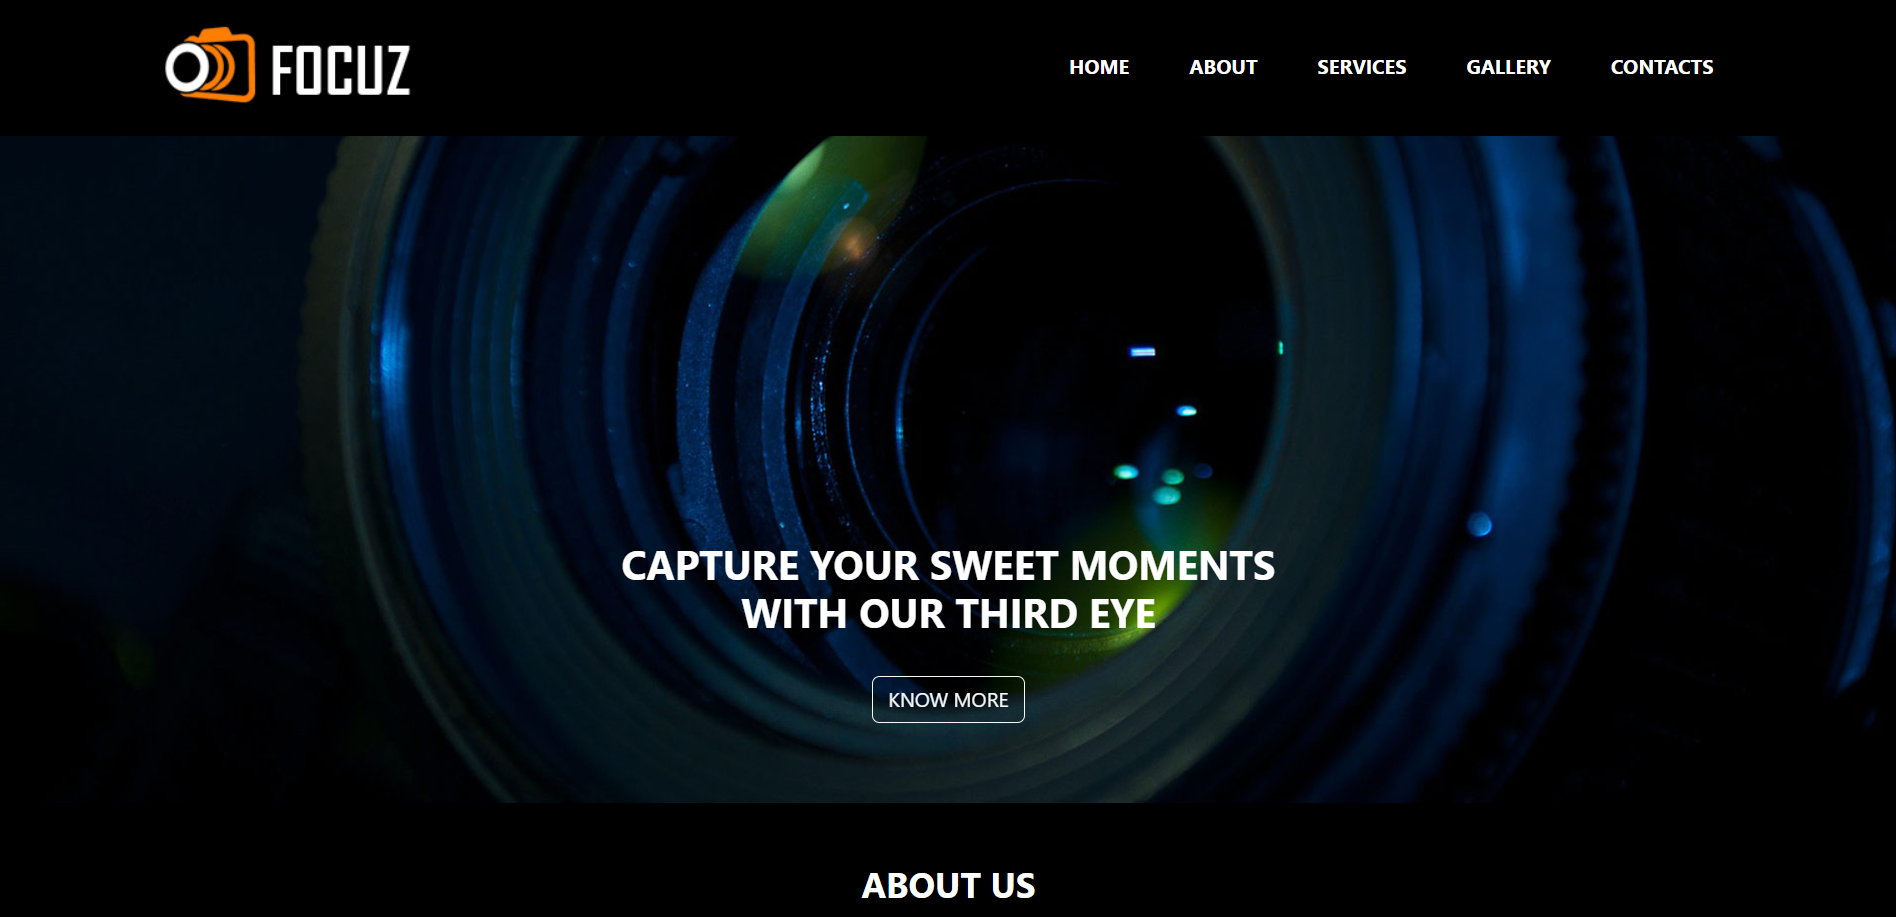 FOCUZ
HOME ABOUT SERVICES GALLERY CONTACTS
CAPTURE YOUR SWEET MOMENTS
WITH OUR THIRD EYE
KNOW MORE
ABOUT US